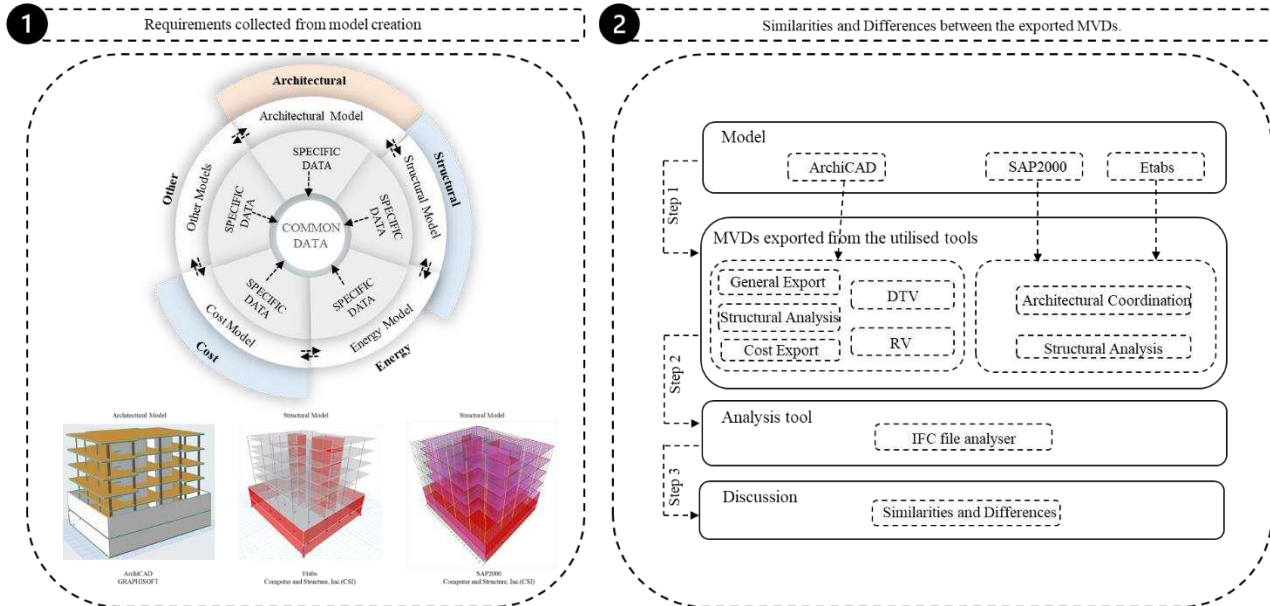 1
Requirements collected from model creation
Architectural
Architectural Model
SPECIFIC
DATA
Structural
Structural Model
SPECIFIC
DATA
Energy
Energy Model
SPECIFIC
DATA
Cost
Cost Model
SPECIFIC
DATA
Other
Other Models
SPECIFIC
DATA
COMMON
DATA
Architectural Model
ArchiCAD
GRAPHISOFT
Structural Model
Etabs
Computer and Structure, Inc.(CSI)
Structural Model
SAP2000
Computer and Structure, Inc.(CSI)
2
Similarities and Differences between the exported MVDs.
Model
ArchiCAD
SAP2000
Etabs
Step 1
MVDs exported from the utilised tools
General Export
Structural Analysis
Cost Export
DTV
RV
Architectural Coordination
Structural Analysis
Step 2
Analysis tool
IFC file analyser
Step 3
Discussion
Similarities and Differences